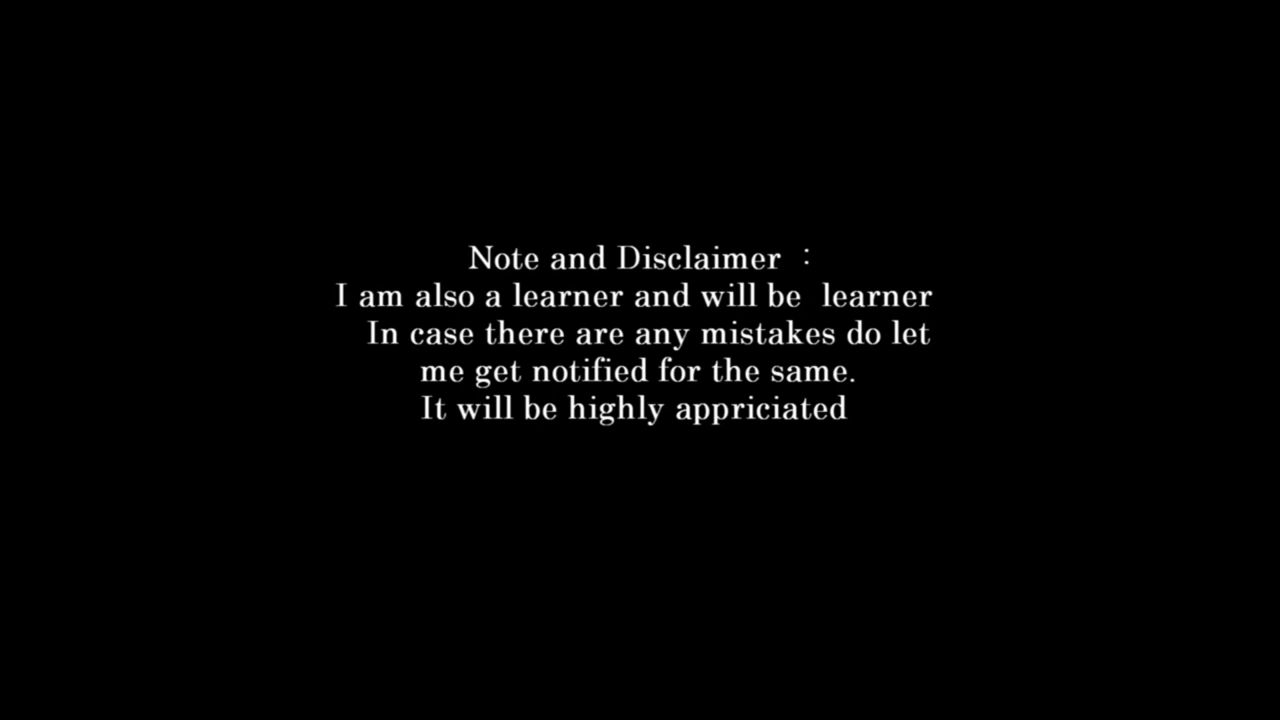 Note and Disclaimer :
I am also a learner and will be learner
In case there are any mistakes do let
me get notified for the same.
It will be highly appriciated